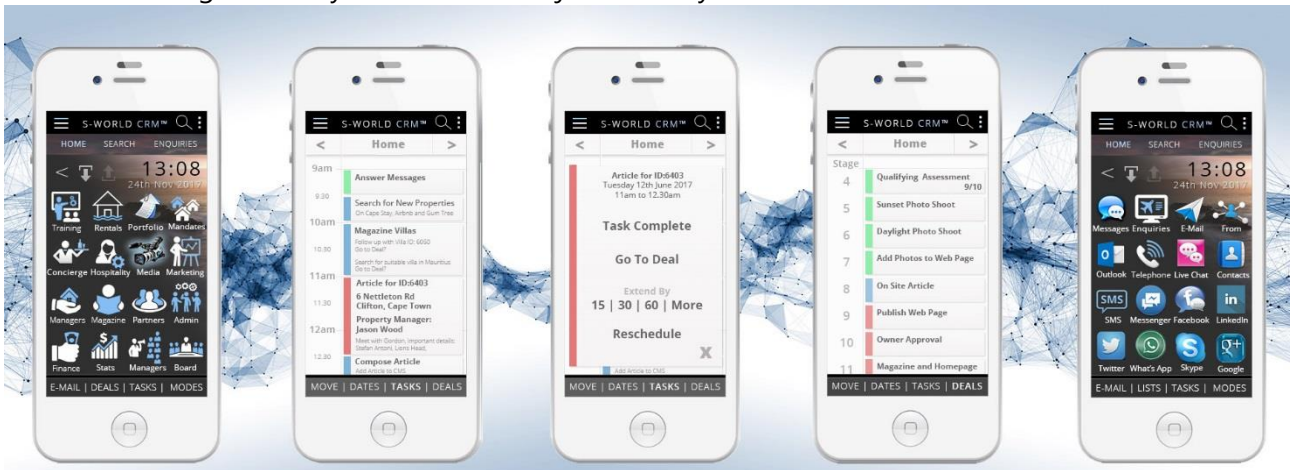 S-WORLD CRM™
HOME SEARCH ENQUIRIES
< 13:08
24th Nov 2017
Training Rentals Portfolio Mandates
Concierge Hospitality Media Marketing
Managers Magazine Partners Admin
Finance Stats Managers Board
E-MAIL | DEALS | TASKS | MODES
S-WORLD CRM™
< Home >
9am
Answer Messages
9.30
Search for New Properties
On Cape Stay, Airbnb and Gum Tree
10am
Magazine Villas
Follow up with Villa ID: 6050
Go to Deal?
10.30
Search for suitable villa in Mauritius
Go to Deal?
11am
Article for ID:6403
6 Nettleton Rd
11.30
Clifton, Cape Town
Property Manager:
12am
Jason Wood
Meet with Gordon, important details:
Stefan Antoni, Lions Head,
12.30
Compose Article
Add Article to CMS
MOVE | DATES | TASKS | DEALS
S-WORLD CRM™
< Home >
Article for ID:6403
Tuesday 12th June 2017
11am to 12.30am
Task Complete
Go To Deal
Extend By
15 | 30 | 60 | More
Reschedule
X
Add Article to CMS
MOVE | DATES | TASKS | DEALS
S-WORLD CRM™
< Home >
Stage
4 Qualifying Assessment
9/10
5 Sunset Photo Shoot
6 Daylight Photo Shoot
7 Add Photos to Web Page
8 On Site Article
9 Publish Web Page
10 Owner Approval
11 Magazine and Homepage
MOVE | DATES | TASKS | DEALS
S-WORLD CRM™
HOME SEARCH ENQUIRIES
< 13:08
24th Nov 2017
Messages Enquiries E-Mail From
Outlook Telephone Live Chat Contacts
SMS
SMS Messenger Facebook LinkedIn
Twitter What's App Skype Google
E-MAIL | LISTS | TASKS | MODES